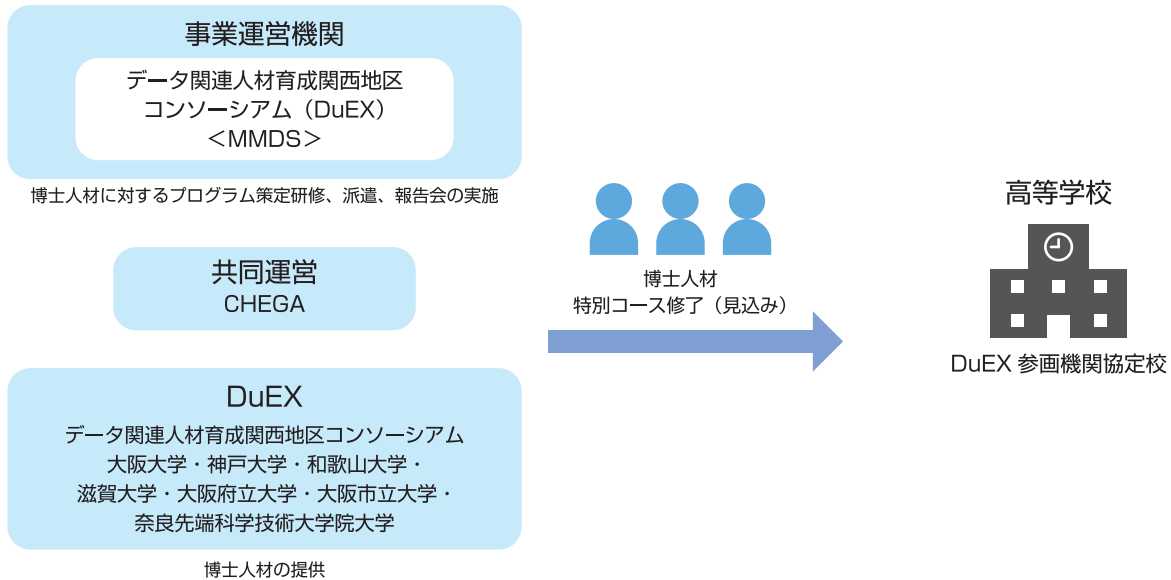 事業運営機関
データ関連人材育成関西地区
コンソーシアム（DuEX）
＜MMDS＞
博士人材に対するプログラム策定研修、派遣、報告会の実施
共同運営
CHEGA
DuEX
データ関連人材育成関西地区コンソーシアム
大阪大学・神戸大学・和歌山大学・
滋賀大学・大阪府立大学・大阪市立大学・
奈良先端科学技術大学院大学
博士人材の提供
博士人材
特別コース修了（見込み）
高等学校
DuEX 参画機関協定校